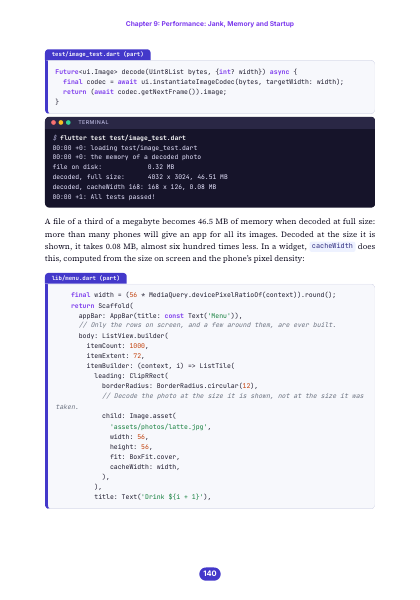 Chapter 9: Performance: Jank, Memory and Startup
test/image_test.dart (part)
Future<ui.Image> decode(Uint8List bytes, {int? width}) async {
  final codec = await ui.instantiateImageCodec(bytes, targetWidth: width);
  return (await codec.getNextFrame()).image;
}
TERMINAL
$ flutter test test/image_test.dart
00:00 +0: loading test/image_test.dart
00:00 +0: the memory of a decoded photo
file on disk:            0.32 MB
decoded, full size:      4032 x 3024, 46.51 MB
decoded, cacheWidth 168: 168 x 126, 0.08 MB
00:00 +1: All tests passed!
A file of a third of a megabyte becomes 46.5 MB of memory when decoded at full size:
more than many phones will give an app for all its images. Decoded at the size it is
shown, it takes 0.08 MB, almost six hundred times less. In a widget, cacheWidth does
this, computed from the size on screen and the phone's pixel density:
lib/menu.dart (part)
    final width = (56 * MediaQuery.devicePixelRatioOf(context)).round();
    return Scaffold(
      appBar: AppBar(title: const Text('Menu')),
      // Only the rows on screen, and a few around them, are ever built.
      body: ListView.builder(
        itemCount: 1000,
        itemExtent: 72,
        itemBuilder: (context, i) => ListTile(
          leading: ClipRRect(
            borderRadius: BorderRadius.circular(12),
            // Decode the photo at the size it is shown, not at the size it was
taken.
            child: Image.asset(
              'assets/photos/latte.jpg',
              width: 56,
              height: 56,
              fit: BoxFit.cover,
              cacheWidth: width,
            ),
          ),
          title: Text('Drink ${i + 1}'),
140